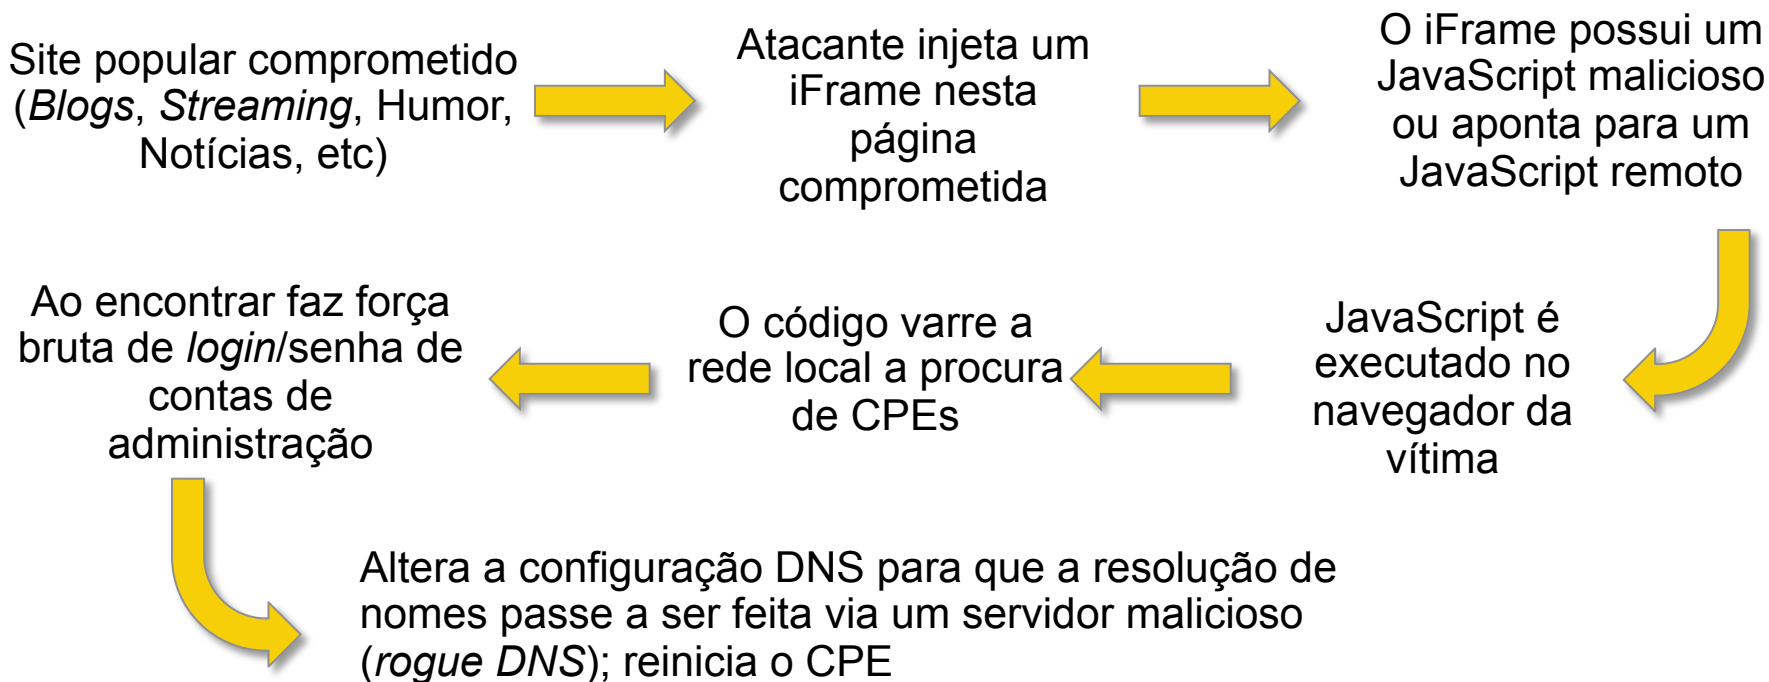 Site popular comprometido
(Blogs, Streaming, Humor,
Notícias, etc)
Atacante injeta um
iFrame nesta
página
comprometida
O iFrame possui um
JavaScript malicioso
ou aponta para um
JavaScript remoto
JavaScript é
executado no
navegador da
vítima
O código varre a
rede local a procura
de CPEs
Ao encontrar faz força
bruta de login/senha de
contas de
administração
Altera a configuração DNS para que a resolução de
nomes passe a ser feita via um servidor malicioso
(rogue DNS); reinicia o CPE